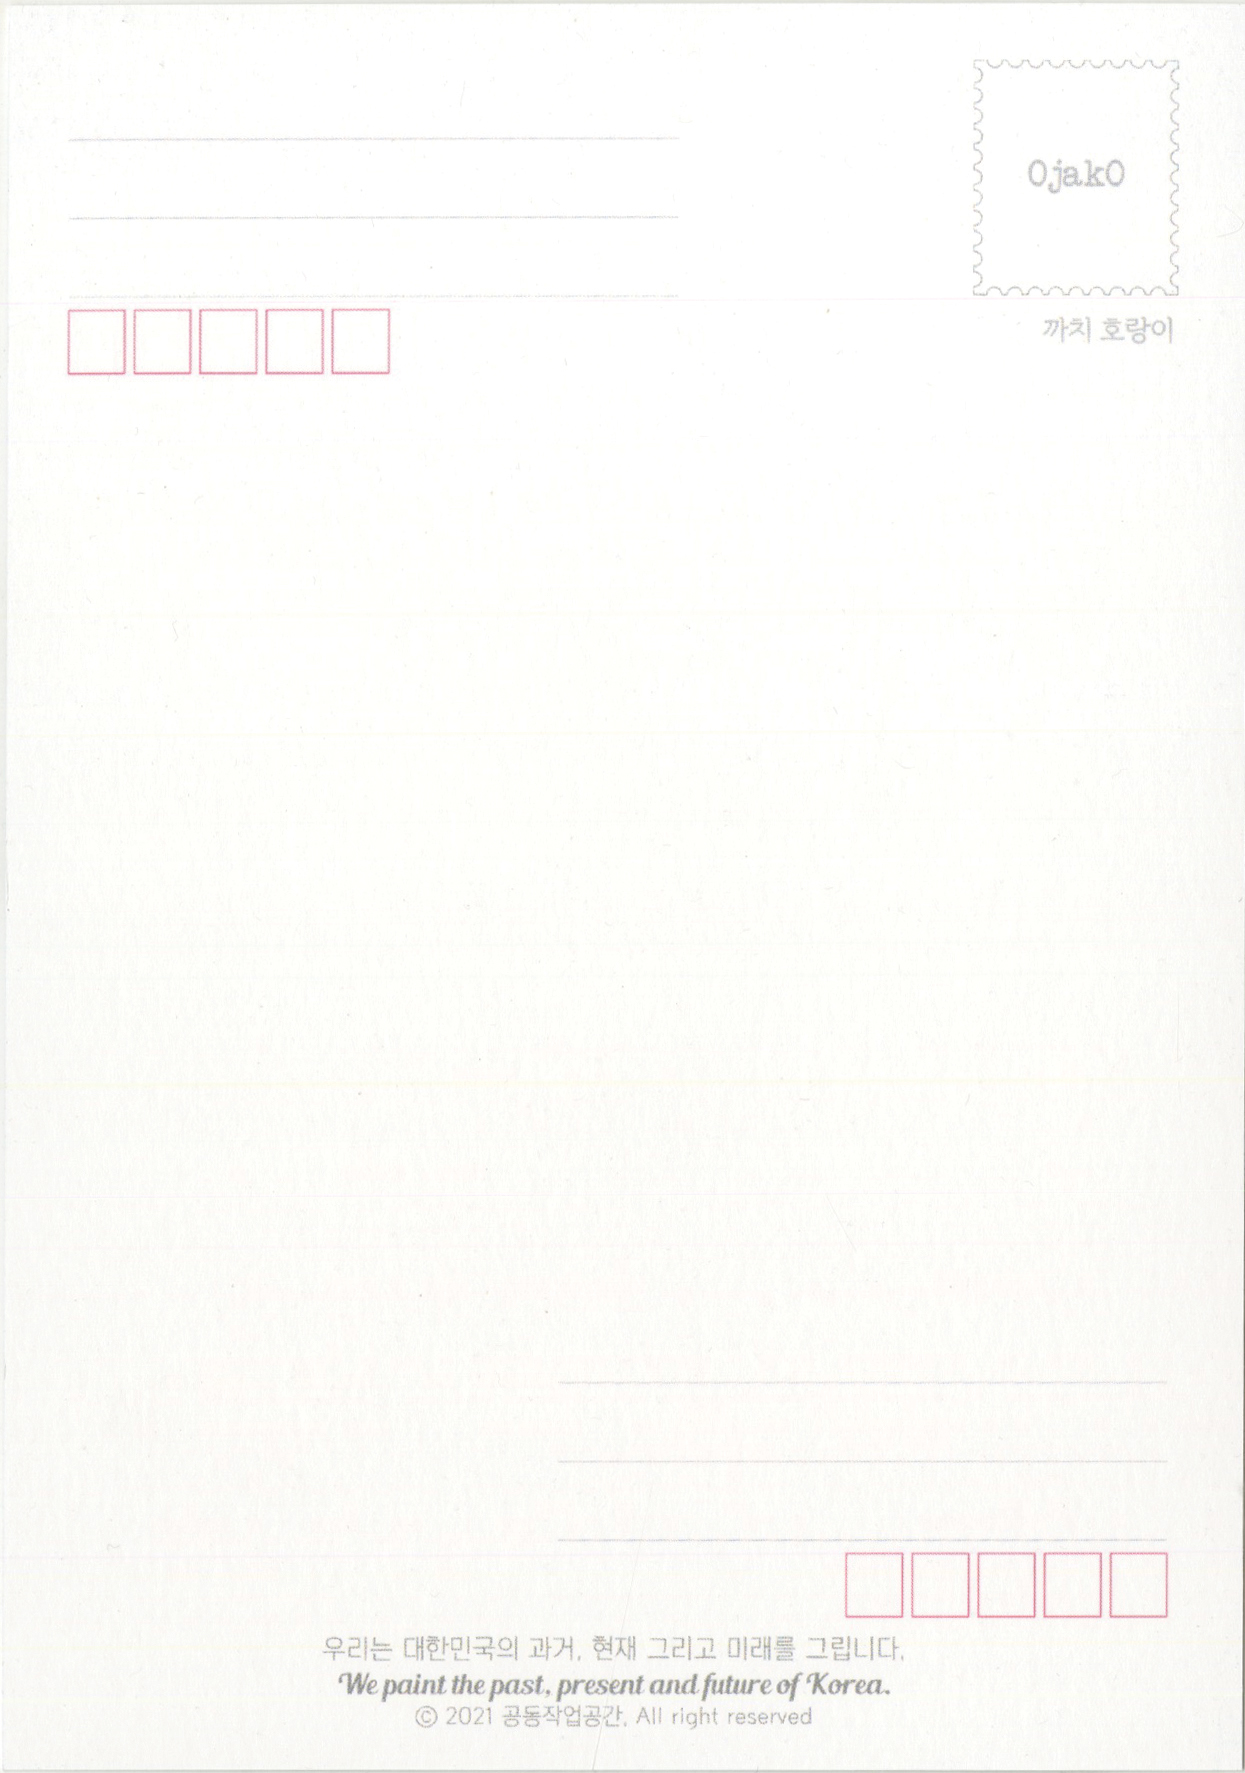 0jak0
까치 호랑이
우리는 대한민국의 과거, 현재 그리고 미래를 그립니다.
We paint the past, present and future of Korea.
© 2021 공동작업공간, All right reserved